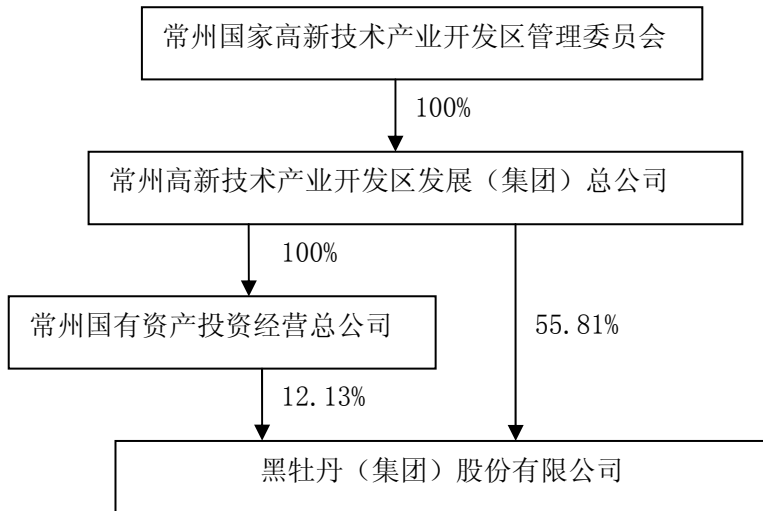 常州国家高新技术产业开发区管理委员会
100%
常州高新技术产业开发区发展（集团）总公司
100%
常州国有资产投资经营总公司
55.81%
12.13%
黑牡丹（集团）股份有限公司